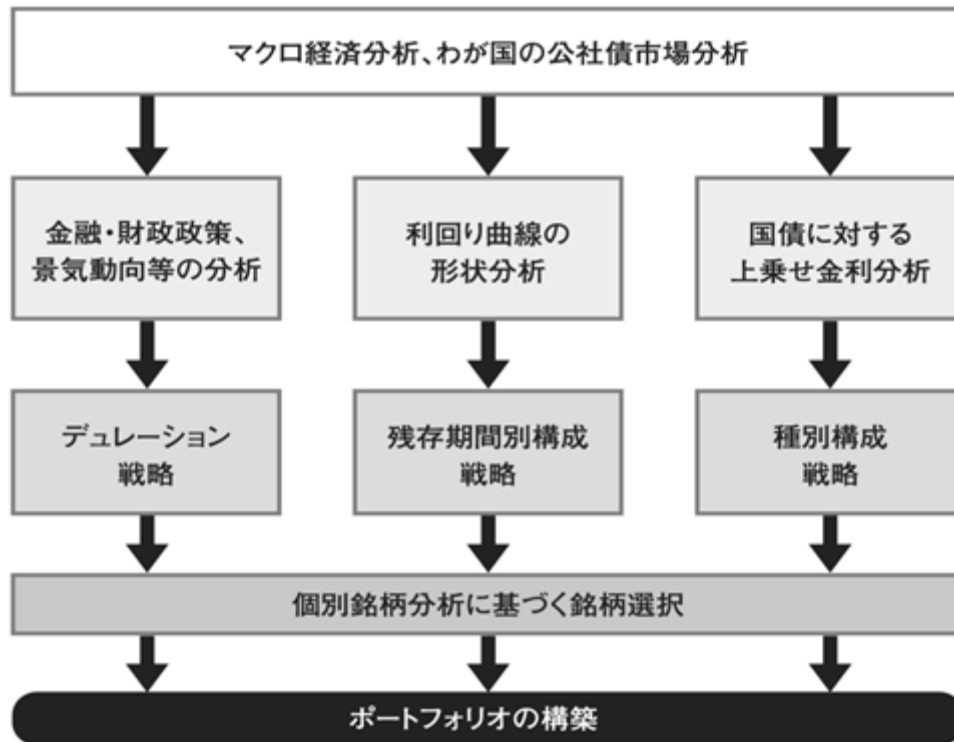 マクロ経済分析、わが国の公社債市場分析
金融・財政政策、
景気動向等の分析
利回り曲線の
形状分析
国債に対する
上乗せ金利分析
デュレーション
戦略
残存期間別構成
戦略
種別構成
戦略
個別銘柄分析に基づく銘柄選択
ポートフォリオの構築